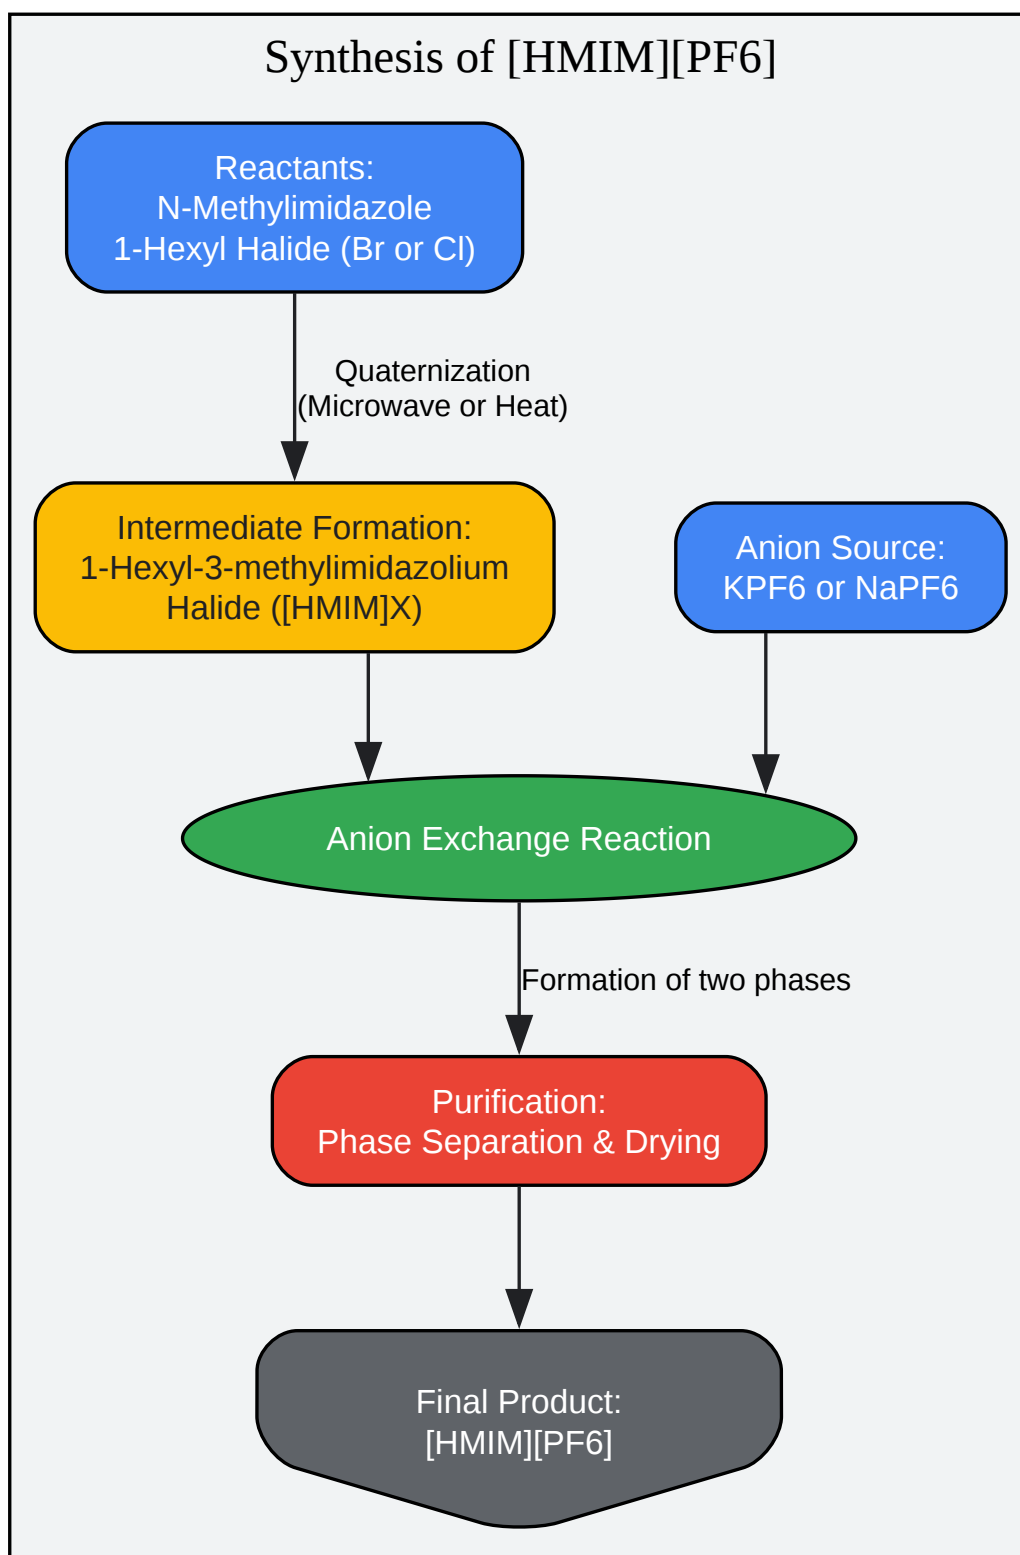 Synthesis of [HMIM][PF6]
Reactants:
N-Methylimidazole
1-Hexyl Halide (Br or Cl)
Quaternization
(Microwave or Heat)
Intermediate Formation:
1-Hexyl-3-methylimidazolium
Halide ([HMIM]X)
Anion Source:
KPF6 or NaPF6
Anion Exchange Reaction
Formation of two phases
Purification:
Phase Separation & Drying
Final Product:
[HMIM][PF6]